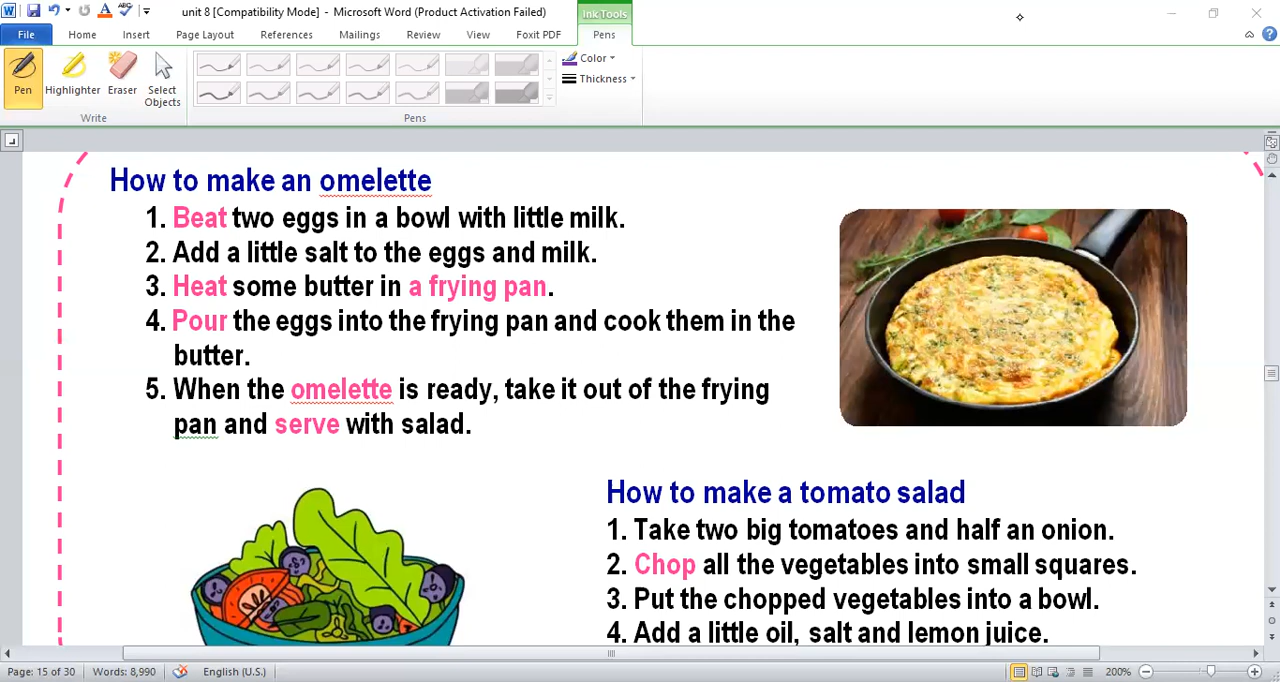 unit 8 [Compatibility Mode] - Microsoft Word (Product Activation Failed)
Ink Tools
File Home Insert Page Layout References Mailings Review View Foxit PDF Pens
Pen Highlighter Eraser Select Objects
Color
Thickness
Write Pens
How to make an omelette
1. Beat two eggs in a bowl with little milk.
2. Add a little salt to the eggs and milk.
3. Heat some butter in a frying pan.
4. Pour the eggs into the frying pan and cook them in the
butter.
5. When the omelette is ready, take it out of the frying
pan and serve with salad.
How to make a tomato salad
1. Take two big tomatoes and half an onion.
2. Chop all the vegetables into small squares.
3. Put the chopped vegetables into a bowl.
4. Add a little oil, salt and lemon juice.
Page: 15 of 30 Words: 8,990 English (U.S.) 200%